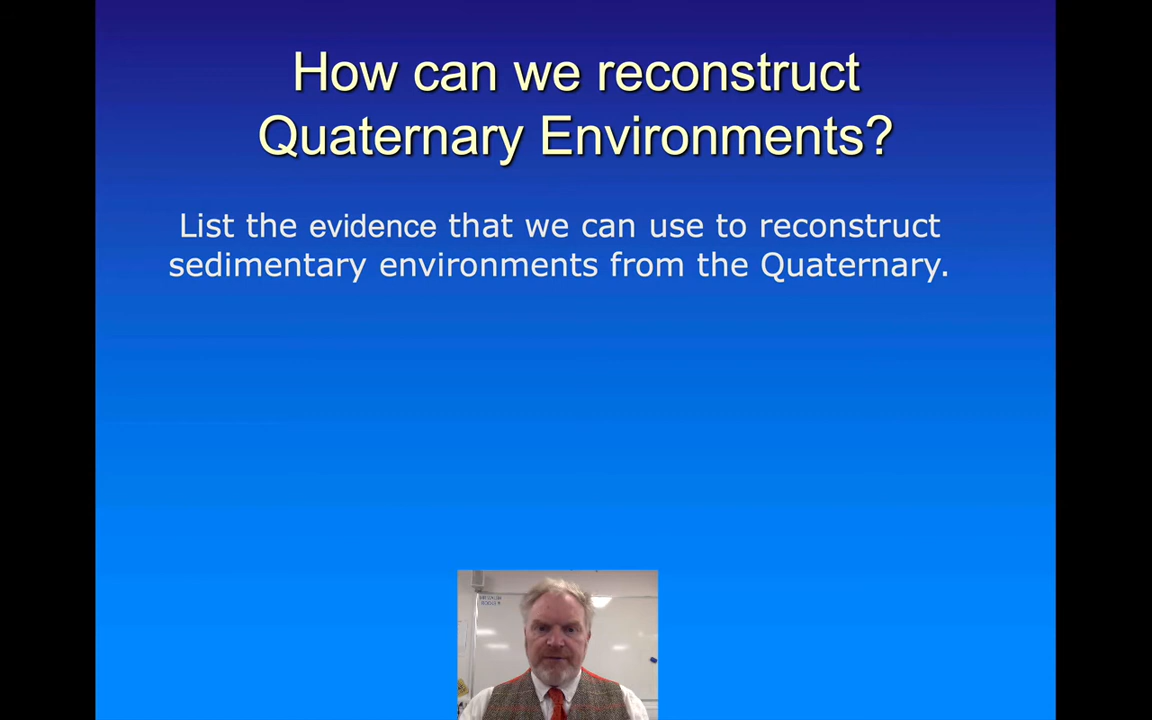 How can we reconstruct
Quaternary Environments?
List the evidence that we can use to reconstruct
sedimentary environments from the Quaternary.